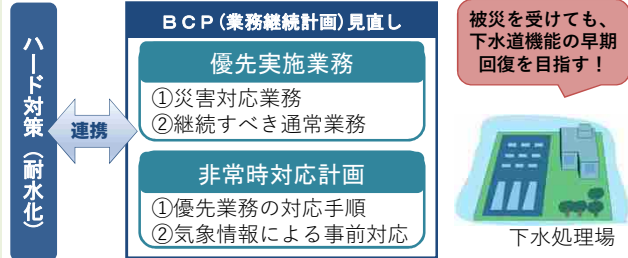 ハード対策（耐水化）
連携
ＢＣＰ(業務継続計画)見直し
優先実施業務
①災害対応業務
②継続すべき通常業務
非常時対応計画
①優先業務の対応手順
②気象情報による事前対応
被災を受けても、
下水道機能の早期
回復を目指す！
下水処理場